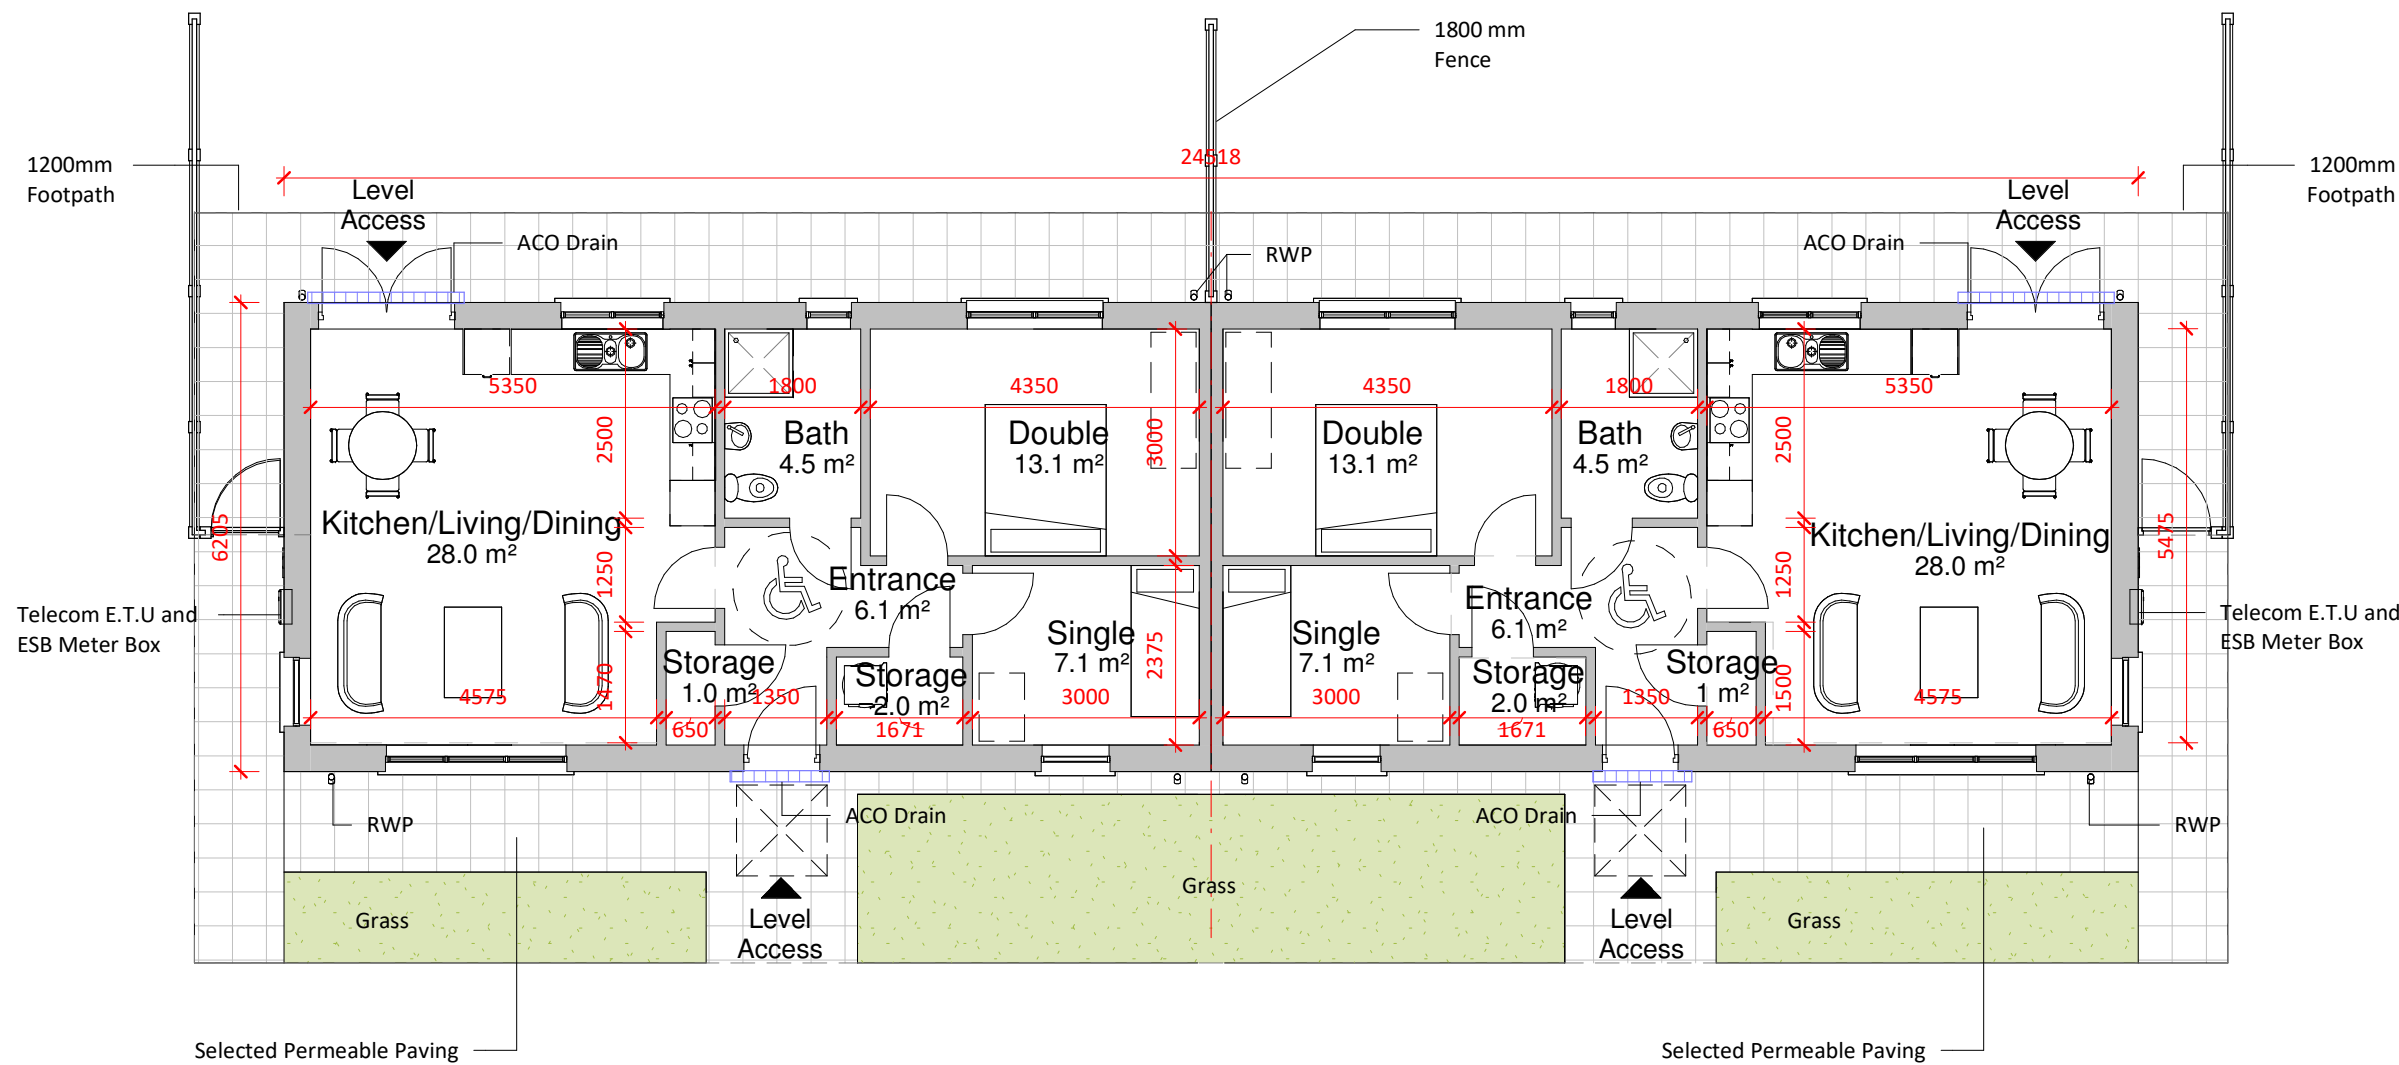 1800 mm
Fence
24518
1200mm
Footpath
Level
Access
ACO Drain
RWP
ACO Drain
Level
Access
1200mm
Footpath
5350
1800
4350
4350
1800
5350
2500
Bath
4.5 m²
Double
13.1 m²
3000
Double
13.1 m²
Bath
4.5 m²
2500
6205
Kitchen/Living/Dining
28.0 m²
1250
Entrance
6.1 m²
Entrance
6.1 m²
1250
Kitchen/Living/Dining
28.0 m²
5475
Telecom E.T.U and
ESB Meter Box
Telecom E.T.U and
ESB Meter Box
Storage
1.0 m²
Storage
2.0 m²
Single
7.1 m²
2375
Single
7.1 m²
Storage
2.0 m²
Storage
1 m²
1470
1500
4575
650
1350
1671
3000
3000
1671
1350
650
4575
RWP
ACO Drain
ACO Drain
RWP
Grass
Level
Access
Grass
Level
Access
Grass
Selected Permeable Paving
Selected Permeable Paving